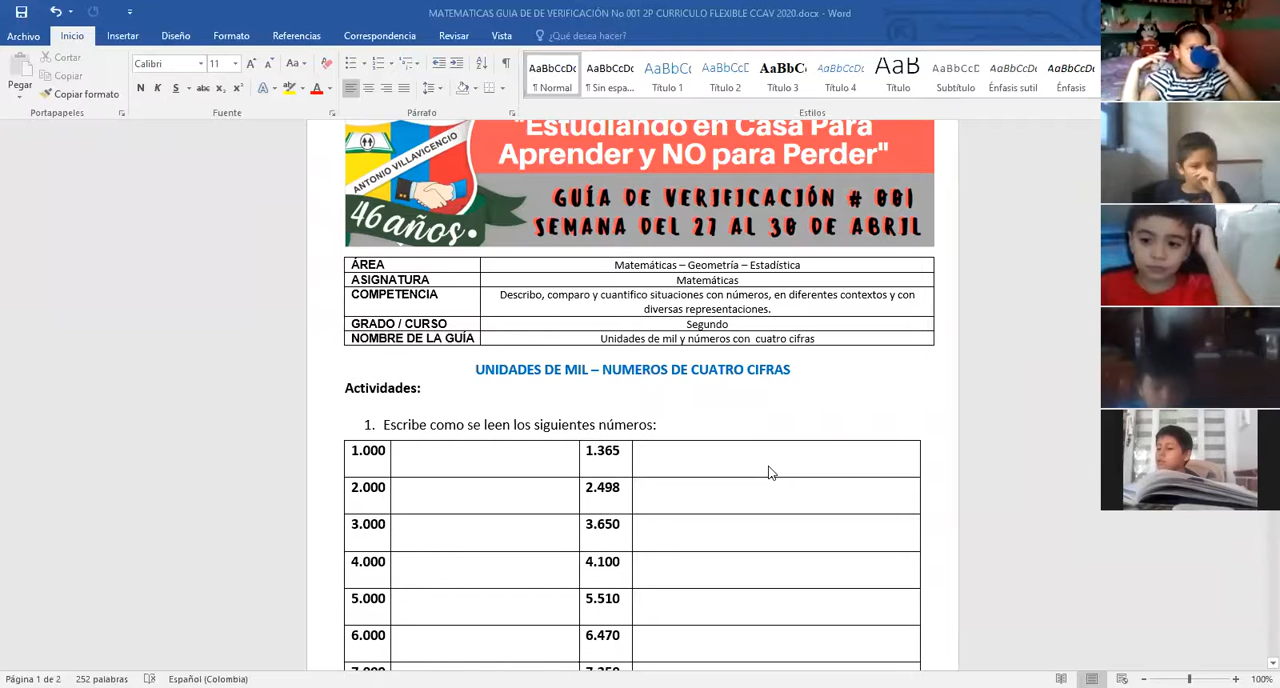 MATEMATICAS GUIA DE DE VERIFICACIÓN No 001 2P CURRICULO FLEXIBLE CCAV 2020.docx - Word
Archivo Inicio Insertar Diseño Formato Referencias Correspondencia Revisar Vista ¿Qué desea hacer?
Pegar
Cortar
Copiar
Copiar formato
Portapapeles
Calibri 11
N K S abc x₂ x²
Fuente
Párrafo
AaBbCcDc AaBbCcDc AaBbCc AaBbCcD AaBbC AaBbCcD AaB AaBbCcD AaBbCcDc AaBbCcDc
¶ Normal ¶ Sin espa... Título 1 Título 2 Título 3 Título 4 Título Subtítulo Énfasis sutil Énfasis
Estilos
ANTONIO VILLAVICENCIO
46 años.
"Estudiando en Casa Para
Aprender y NO para Perder"
GUÍA DE VERIFICACIÓN # 001
SEMANA DEL 27 AL 30 DE ABRIL
ÁREA Matemáticas – Geometría – Estadística
ASIGNATURA Matemáticas
COMPETENCIA Describo, comparo y cuantifico situaciones con números, en diferentes contextos y con
diversas representaciones.
GRADO / CURSO Segundo
NOMBRE DE LA GUÍA Unidades de mil y números con cuatro cifras
UNIDADES DE MIL – NUMEROS DE CUATRO CIFRAS
Actividades:
1. Escribe como se leen los siguientes números:
1.000 1.365
2.000 2.498
3.000 3.650
4.000 4.100
5.000 5.510
6.000 6.470
Página 1 de 2 252 palabras Español (Colombia) 100%